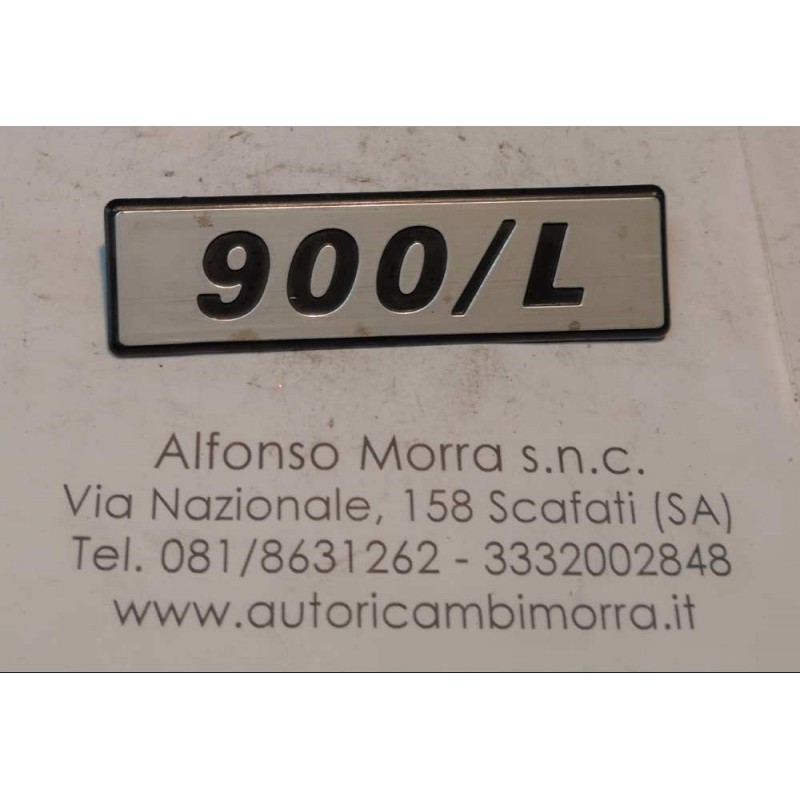 900/L
Alfonso Morra s.n.c.
Via Nazionale, 158 Scafati (SA)
Tel. 081/8631262 - 3332002848
www.autoricambimorra.it